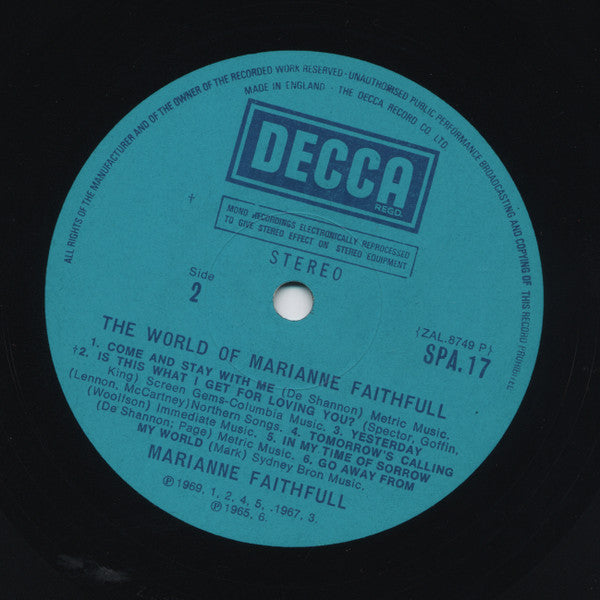 ALL RIGHTS OF THE MANUFACTURER AND OF THE OWNER OF THE RECORDED WORK RESERVED · UNAUTHORISED PUBLIC PERFORMANCE BROADCASTING AND COPYING OF THIS RECORD PROHIBITED
MADE IN ENGLAND · THE DECCA RECORD CO LTD.
DECCA
REGD.
†
MONO RECORDINGS ELECTRONICALLY REPROCESSED
TO GIVE STEREO EFFECT ON STEREO EQUIPMENT
STEREO
Side
2
(ZAL.8749 P)
SPA.17
THE WORLD OF MARIANNE FAITHFULL
1. COME AND STAY WITH ME (De Shannon) Metric Music.
†2. IS THIS WHAT I GET FOR LOVING YOU? (Spector, Goffin,
King) Screen Gems-Columbia Music. 3. YESTERDAY
(Lennon, McCartney)Northern Songs. 4. TOMORROW'S CALLING
(Woolfson) Immediate Music. 5. IN MY TIME OF SORROW
(De Shannon; Page) Metric Music. 6. GO AWAY FROM
MY WORLD (Mark) Sydney Bron Music.
MARIANNE FAITHFULL
℗ 1969, 1, 2, 4, 5, .1967, 3.
℗ 1965, 6.